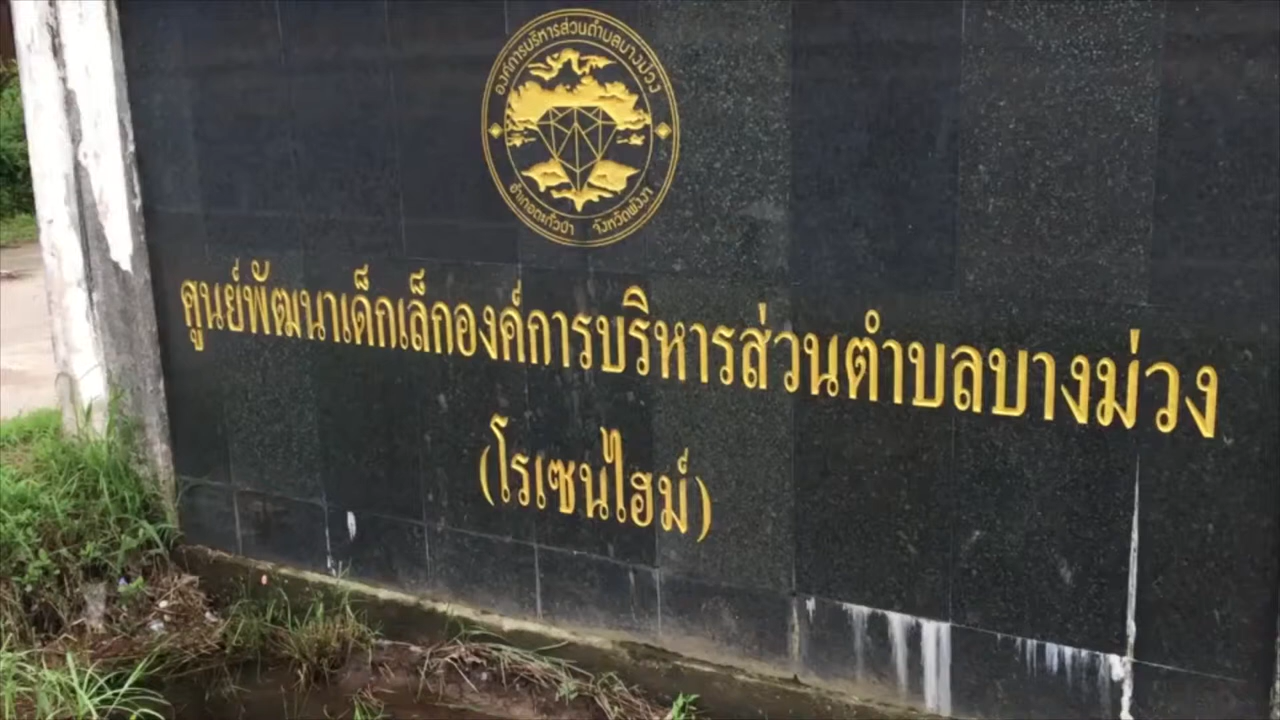 องค์การบริหารส่วนตำบลบางม่วง
อำเภอตะกั่วป่า จังหวัดพังงา
ศูนย์พัฒนาเด็กเล็กองค์การบริหารส่วนตำบลบางม่วง
(โรเซนไฮม์)